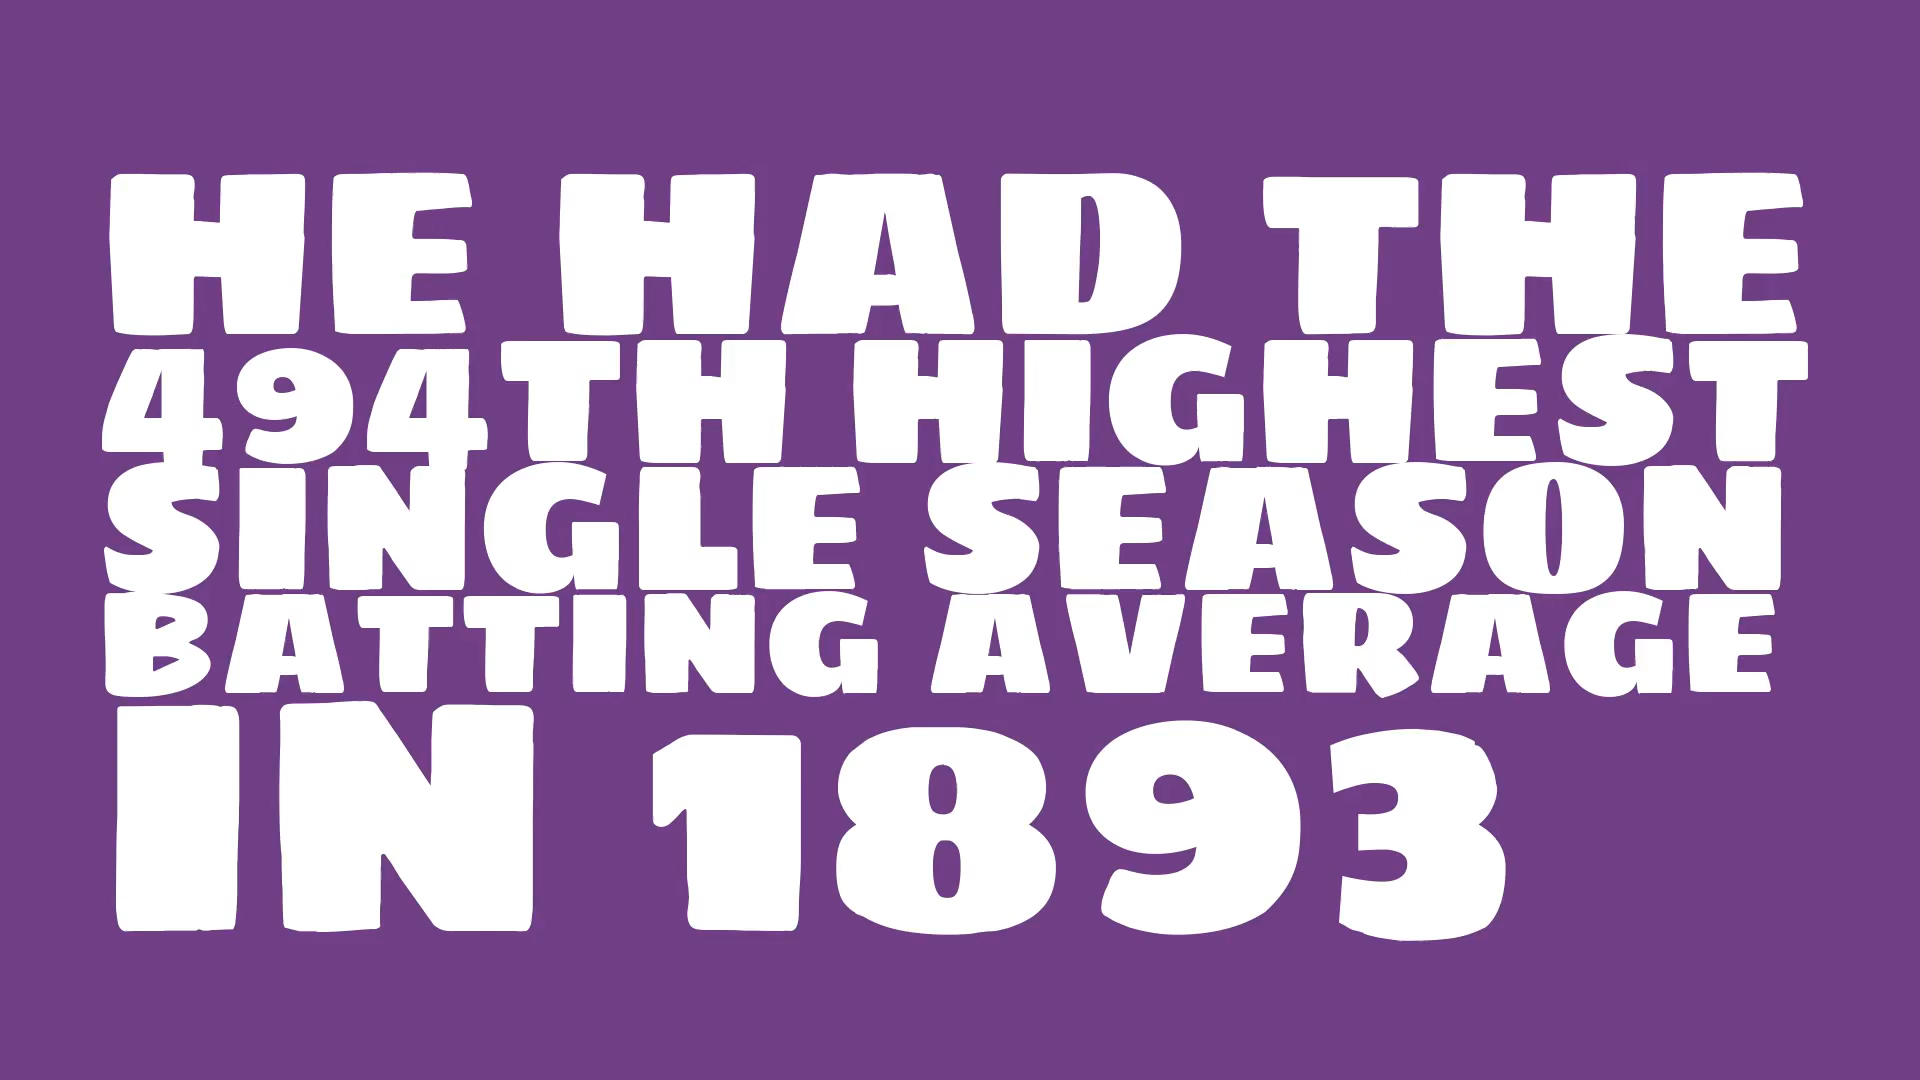 HE HAD THE
494TH HIGHEST
SINGLE SEASON
BATTING AVERAGE
IN 1893